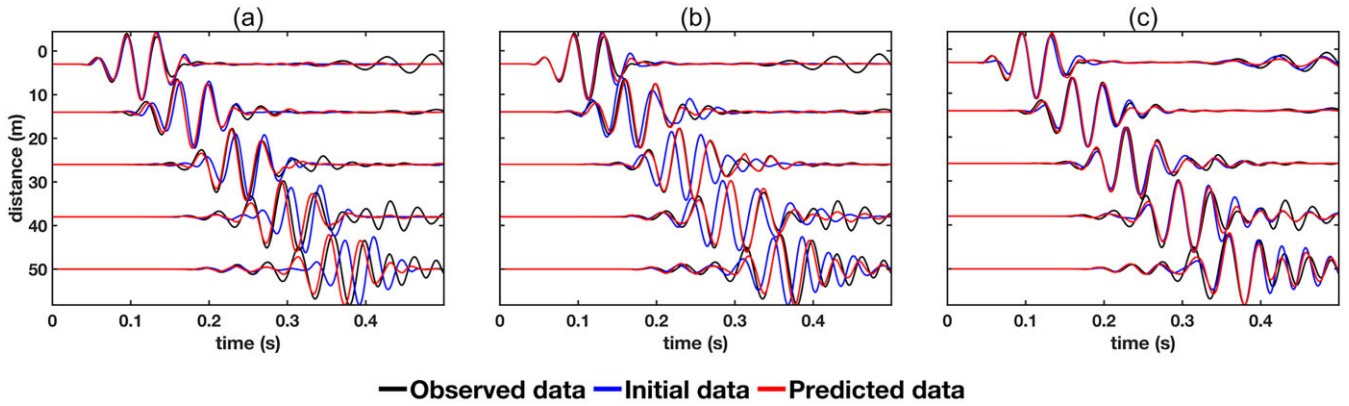 (a) (b) (c)
0
10
20
30
40
50
distance (m)
0 0.1 0.2 0.3 0.4
time (s)
0 0.1 0.2 0.3 0.4
time (s)
0 0.1 0.2 0.3 0.4
time (s)
Observed data Initial data Predicted data